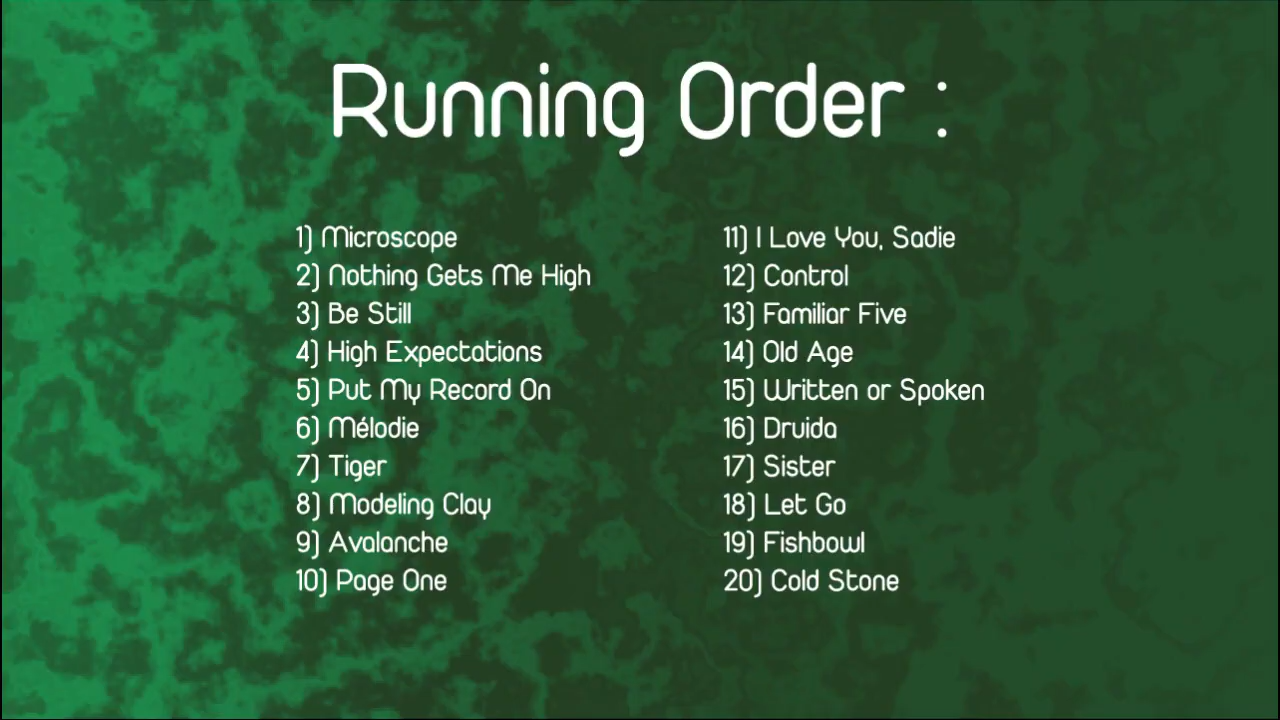 Running Order :
1) Microscope
2) Nothing Gets Me High
3) Be Still
4) High Expectations
5) Put My Record On
6) Mélodie
7) Tiger
8) Modeling Clay
9) Avalanche
10) Page One
11) I Love You, Sadie
12) Control
13) Familiar Five
14) Old Age
15) Written or Spoken
16) Druida
17) Sister
18) Let Go
19) Fishbowl
20) Cold Stone